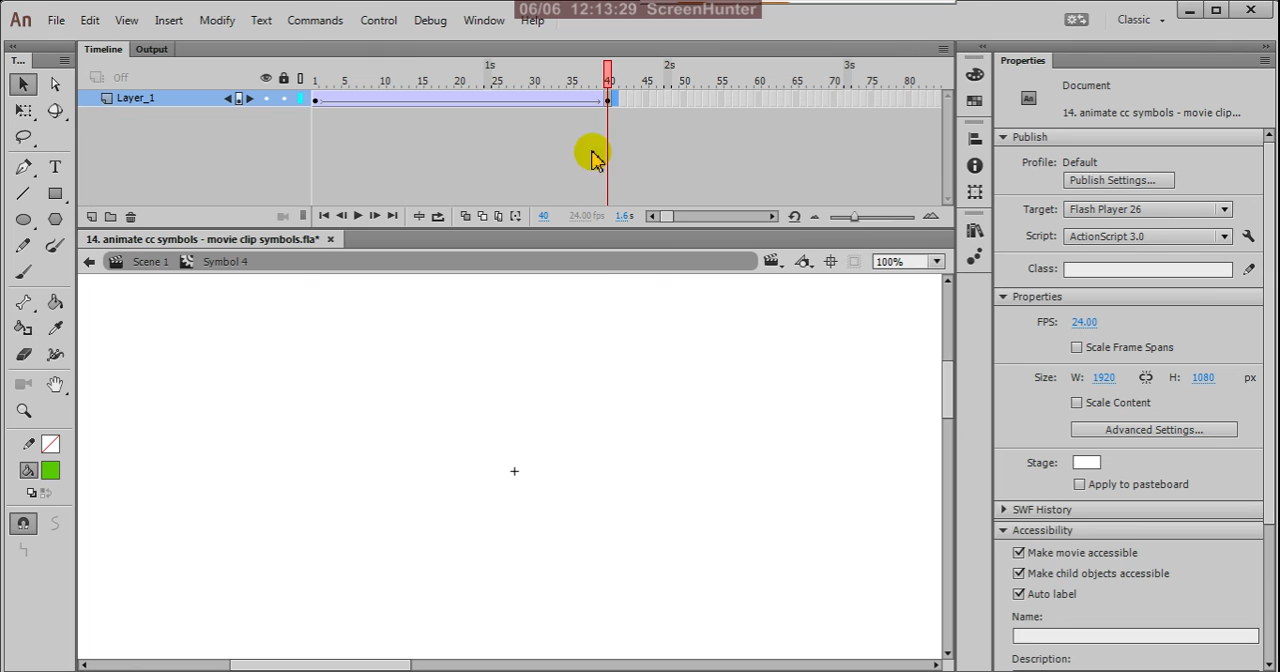 06/06 12:13:29 ScreenHunter
An File Edit View Insert Modify Text Commands Control Debug Window Help Classic
T... Timeline Output Properties
Off 1s 2s 3s
1 5 10 15 20 25 30 35 40 45 50 55 60 65 70 75 80
Layer_1
An Document
14. animate cc symbols - movie clip...
Publish
Profile: Default
Publish Settings...
40 24.00 fps 1.6 s
Target: Flash Player 26
14. animate cc symbols - movie clip symbols.fla* ×
Script: ActionScript 3.0
Scene 1 Symbol 4 100%
Class:
Properties
FPS: 24.00
Scale Frame Spans
Size: W: 1920 H: 1080 px
Scale Content
Advanced Settings...
Stage:
Apply to pasteboard
SWF History
Accessibility
Make movie accessible
Make child objects accessible
Auto label
Name:
Description: